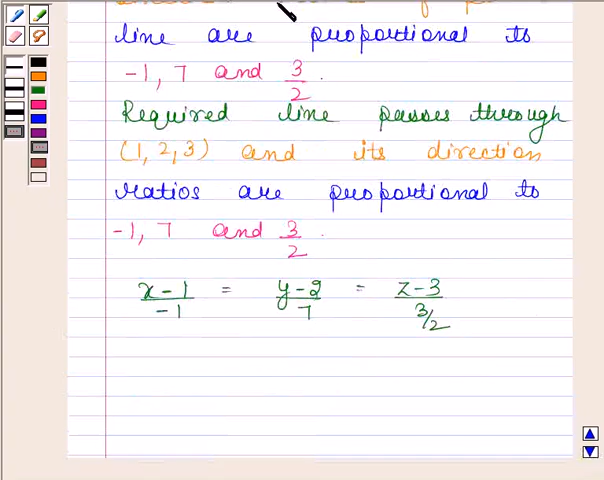 line are proportional to
-1, 7 and 3/2.
Required line passes through
(1, 2, 3) and its direction
ratios are proportional to
-1, 7 and 3/2.
x-1/-1 = y-2/7 = z-3/3/2